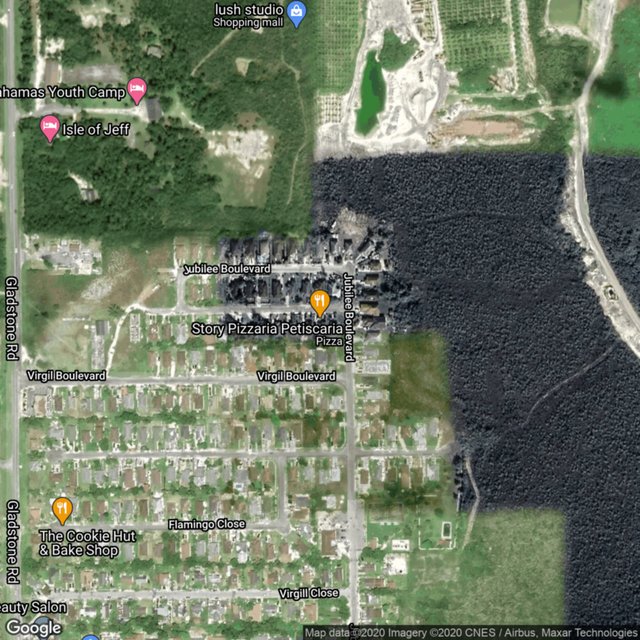 lush studio
Shopping mall
ahamas Youth Camp
Isle of Jeff
Jubilee Boulevard
Gladstone Rd
Jubilee Boulevard
Story Pizzaria Petiscaria
Pizza
Virgil Boulevard
Virgil Boulevard
Gladstone Rd
Flamingo Close
The Cookie Hut
& Bake Shop
Virgill Close
eauty Salon
Google
Map data ©2020 Imagery ©2020 CNES / Airbus, Maxar Technologies